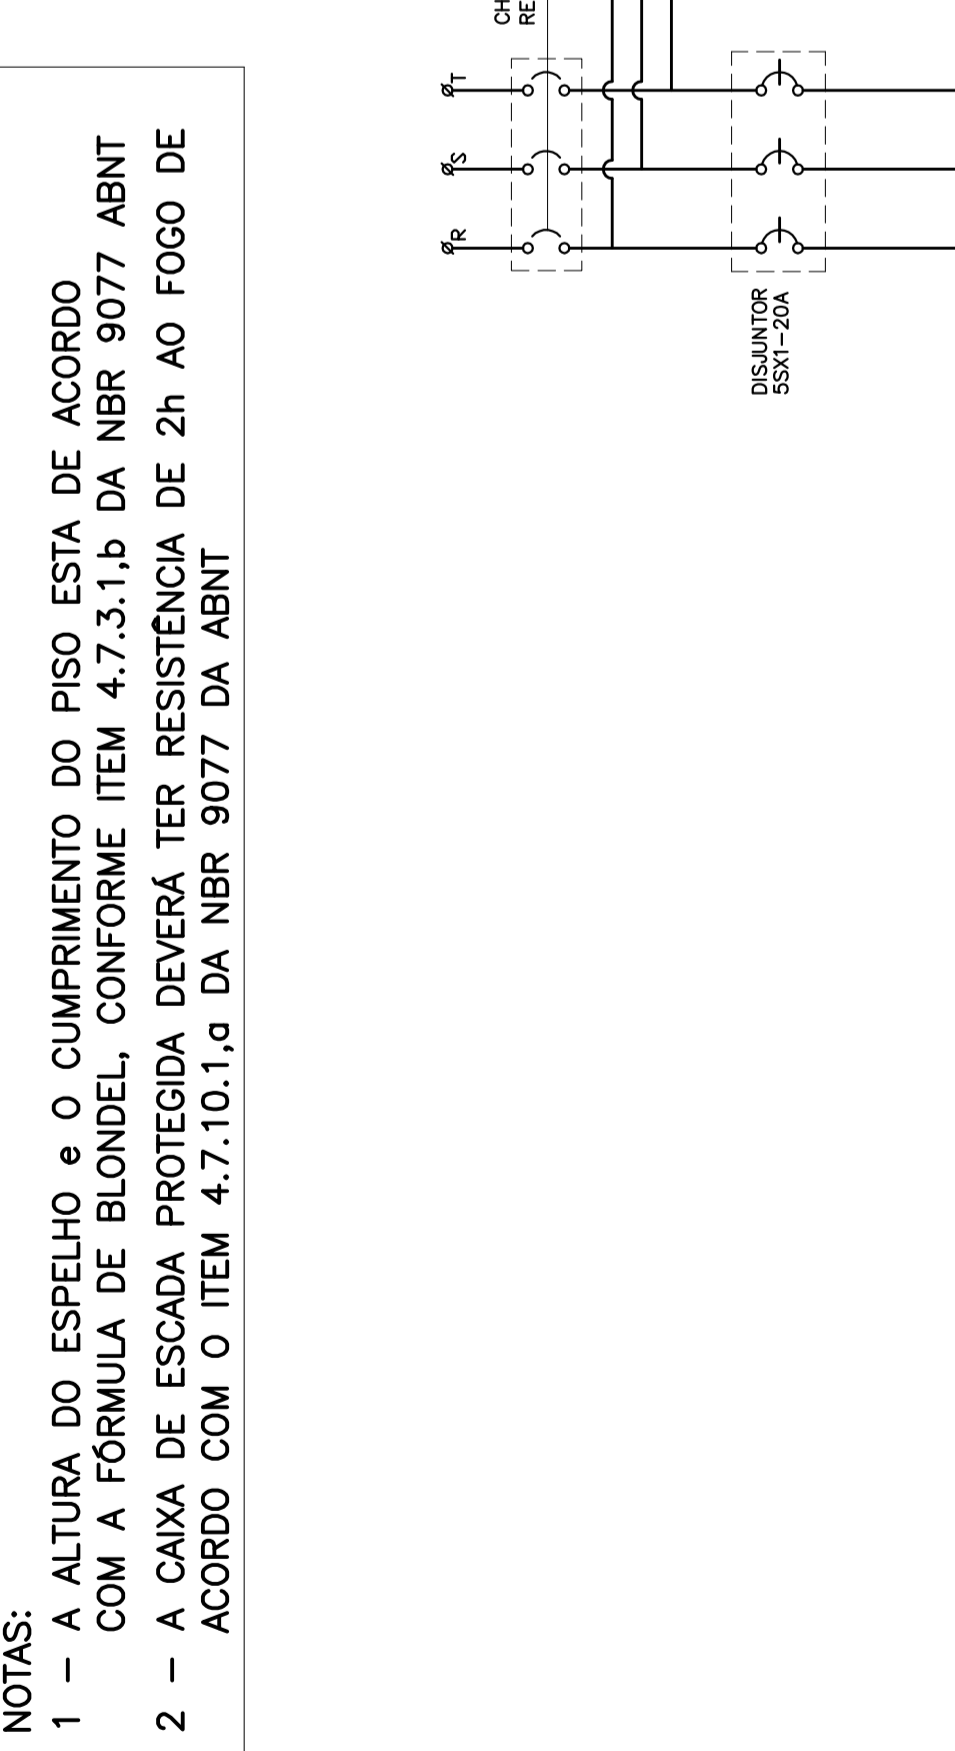 NOTAS:
1 - A ALTURA DO ESPELHO e O CUMPRIMENTO DO PISO ESTA DE ACORDO
COM A FÓRMULA DE BLONDEL, CONFORME ITEM 4.7.3.1,b DA NBR 9077 ABNT
2 - A CAIXA DE ESCADA PROTEGIDA DEVERÁ TER RESISTÊNCIA DE 2h AO FOGO DE
ACORDO COM O ITEM 4.7.10.1,a DA NBR 9077 DA ABNT
ØR
ØS
ØT
CH
RE
DISJUNTOR
5SX1-20A